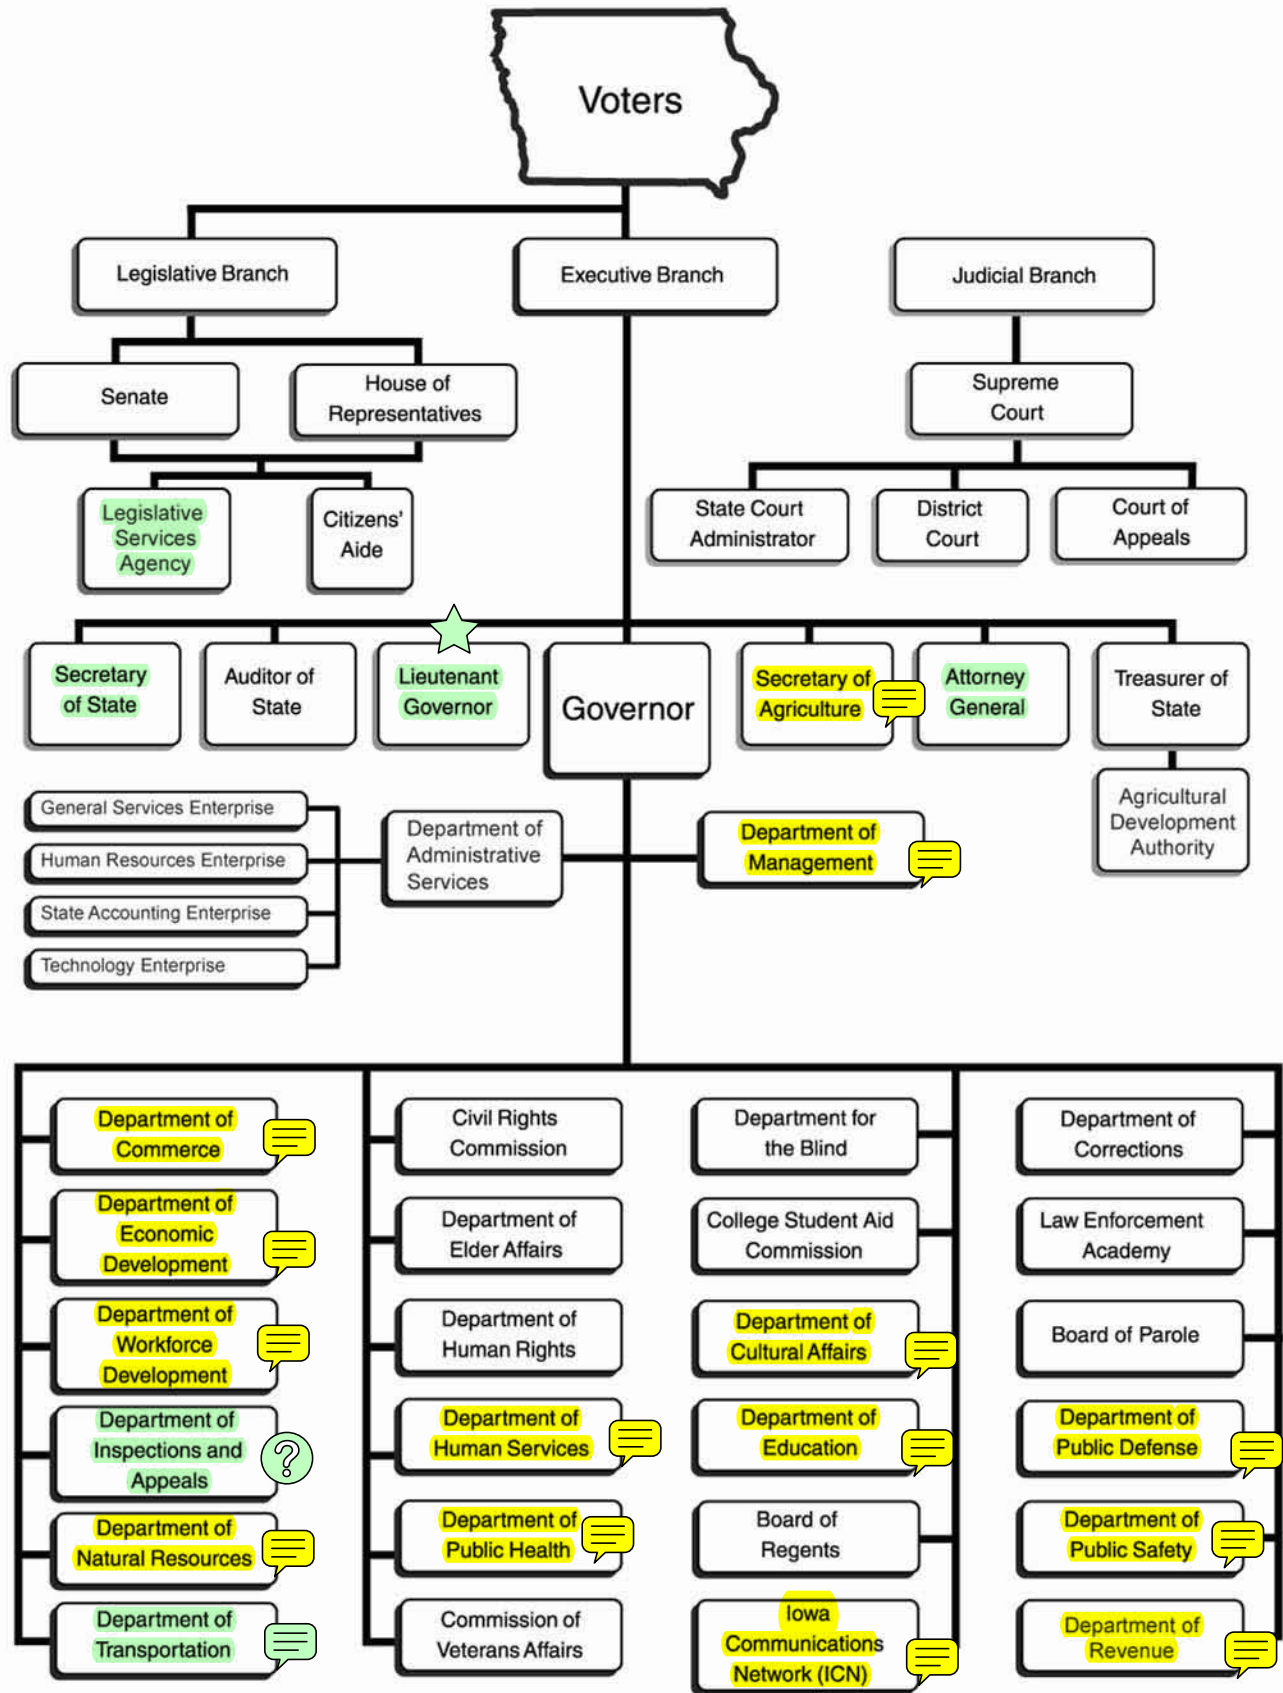 Voters
Legislative Branch
Executive Branch
Judicial Branch
Senate
House of
Representatives
Supreme
Court
Legislative
Services
Agency
Citizens'
Aide
State Court
Administrator
District
Court
Court of
Appeals
Secretary
of State
Auditor of
State
Lieutenant
Governor
Governor
Secretary of
Agriculture
Attorney
General
Treasurer of
State
Agricultural
Development
Authority
General Services Enterprise
Human Resources Enterprise
State Accounting Enterprise
Technology Enterprise
Department of
Administrative
Services
Department of
Management
Department of
Commerce
Department of
Economic
Development
Department of
Workforce
Development
Department of
Inspections and
Appeals
?
Department of
Natural Resources
Department of
Transportation
Civil Rights
Commission
Department of
Elder Affairs
Department of
Human Rights
Department of
Human Services
Department of
Public Health
Commission of
Veterans Affairs
Department for
the Blind
College Student Aid
Commission
Department of
Cultural Affairs
Department of
Education
Board of
Regents
Iowa
Communications
Network (ICN)
Department of
Corrections
Law Enforcement
Academy
Board of Parole
Department of
Public Defense
Department of
Public Safety
Department of
Revenue